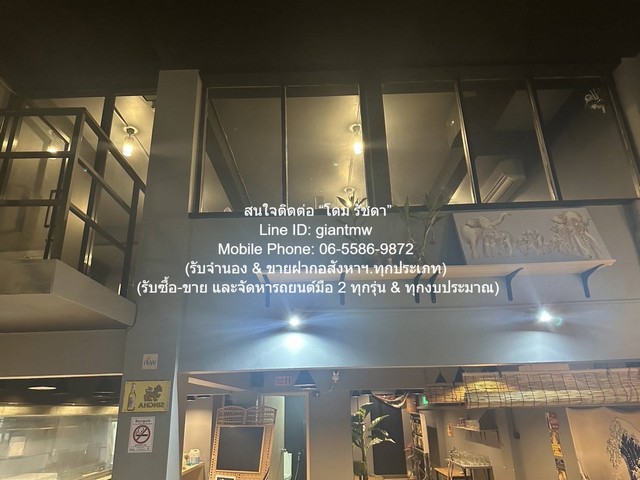 สนใจติดต่อ “โดม รัชดา”
Line ID: giantmw
Mobile Phone: 06-5586-9872
(รับจำนอง & ขายฝากอสังหาฯ.ทุกประเภท)
(รับซื้อ-ขาย และจัดหารถยนต์มือ 2 ทุกรุ่น & ทุกงบประมาณ)
SINGHA